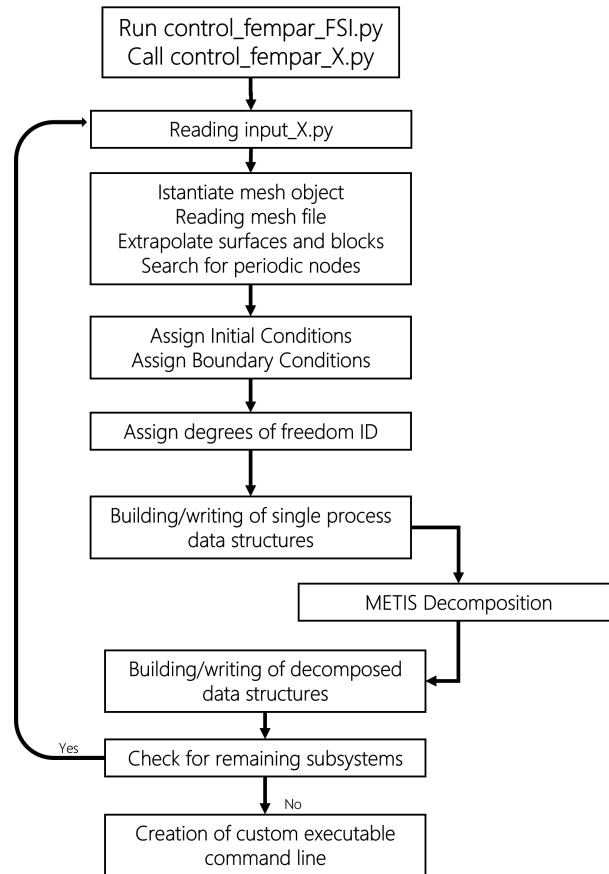 Run control_fempar_FSI.py
Call control_fempar_X.py
Reading input_X.py
Istantiate mesh object
Reading mesh file
Extrapolate surfaces and blocks
Search for periodic nodes
Assign Initial Conditions
Assign Boundary Conditions
Assign degrees of freedom ID
Building/writing of single process
data structures
METIS Decomposition
Building/writing of decomposed
data structures
Yes
Check for remaining subsystems
No
Creation of custom executable
command line